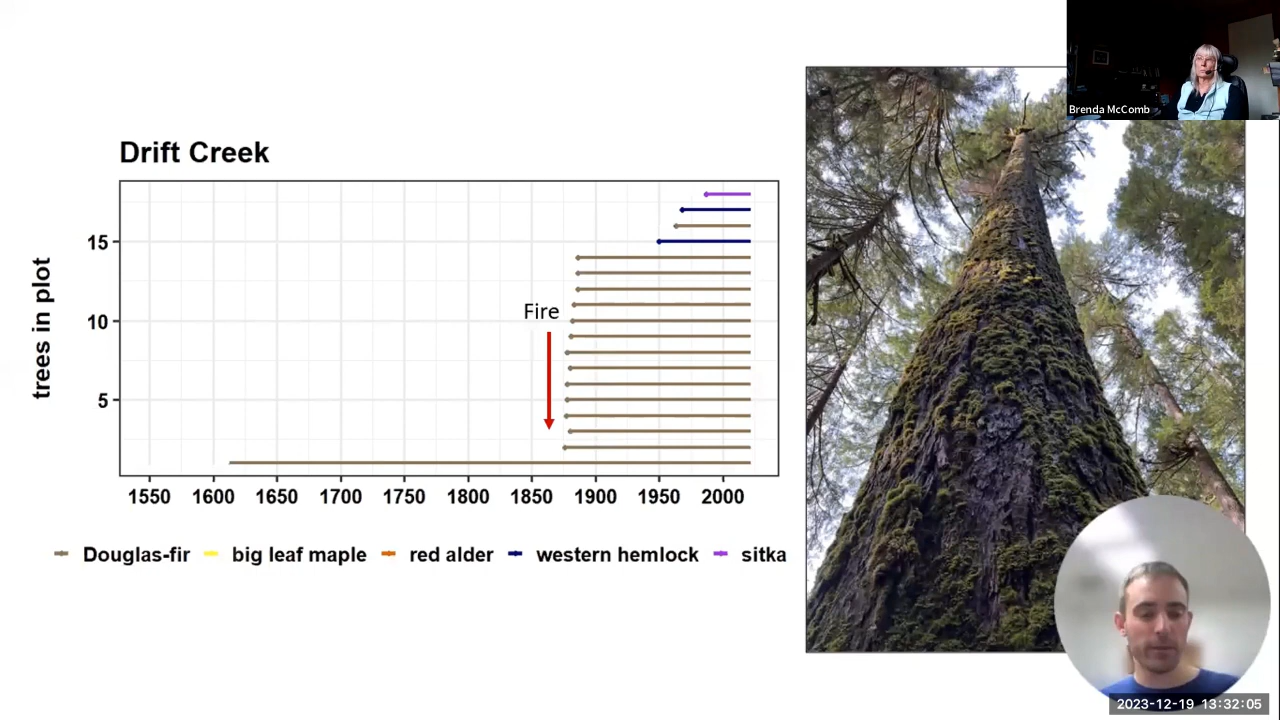 Brenda McComb
Drift Creek
trees in plot
15
10
5
Fire
1550 1600 1650 1700 1750 1800 1850 1900 1950 2000
Douglas-fir big leaf maple red alder western hemlock sitka
2023-12-19 13:32:05